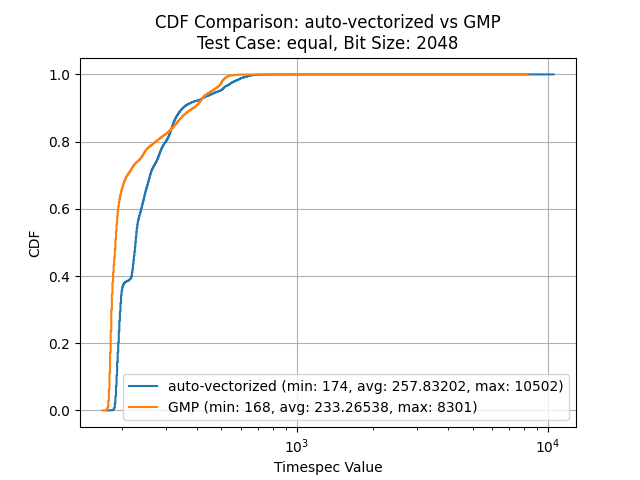 CDF Comparison: auto-vectorized vs GMP
Test Case: equal, Bit Size: 2048
CDF
1.0
0.8
0.6
0.4
0.2
0.0
auto-vectorized (min: 174, avg: 257.83202, max: 10502)
GMP (min: 168, avg: 233.26538, max: 8301)
10³ 10⁴
Timespec Value